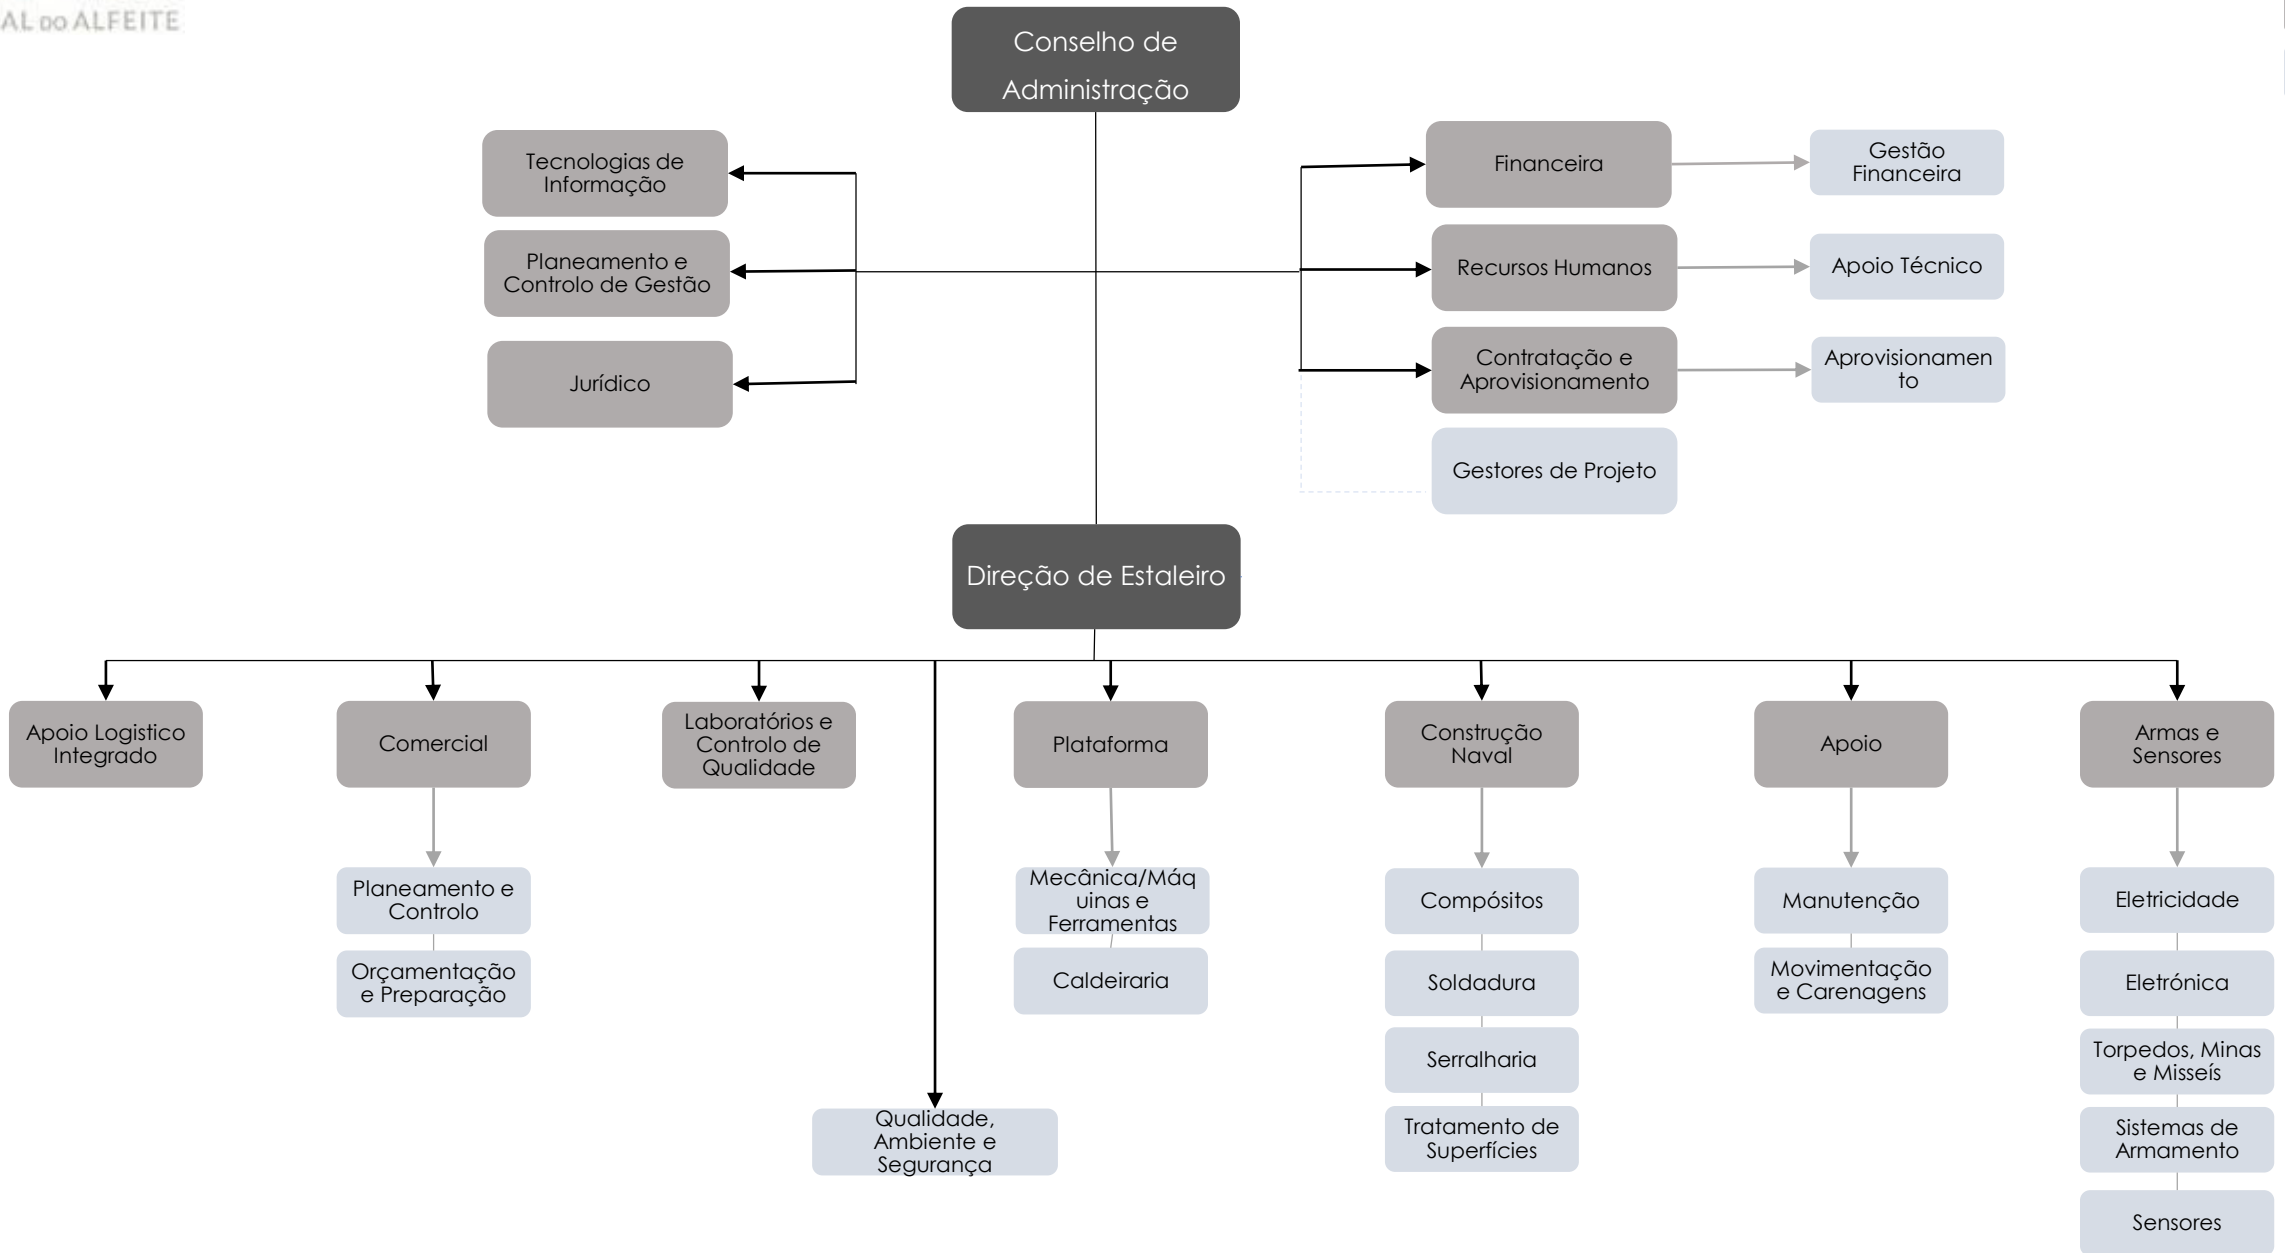 AL DO ALFEITE
Conselho de
Administração
Tecnologias de
Informação
Planeamento e
Controlo de Gestão
Jurídico
Financeira
Gestão
Financeira
Recursos Humanos
Apoio Técnico
Contratação e
Aprovisionamento
Aprovisionamen
to
Gestores de Projeto
Direção de Estaleiro
Apoio Logistico
Integrado
Comercial
Laboratórios e
Controlo de
Qualidade
Plataforma
Construção
Naval
Apoio
Armas e
Sensores
Planeamento e
Controlo
Orçamentação
e Preparação
Qualidade,
Ambiente e
Segurança
Mecânica/Máq
uinas e
Ferramentas
Caldeiraria
Compósitos
Soldadura
Serralharia
Tratamento de
Superfícies
Manutenção
Movimentação
e Carenagens
Eletricidade
Eletrónica
Torpedos, Minas
e Misseís
Sistemas de
Armamento
Sensores